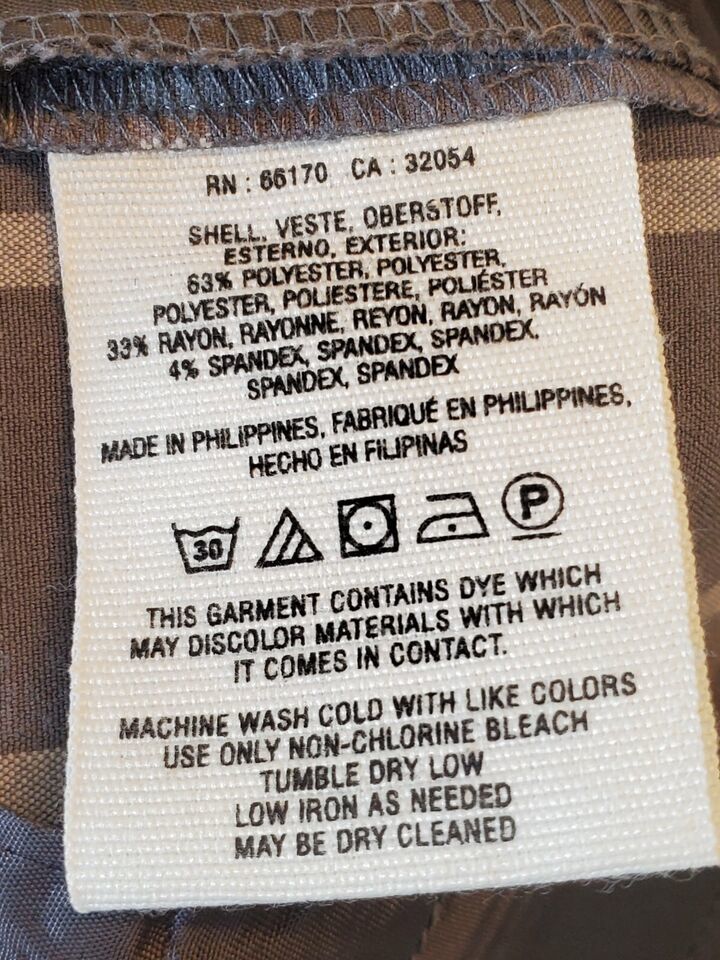 RN : 66170 CA : 32054
SHELL, VESTE, OBERSTOFF,
ESTERNO, EXTERIOR:
63% POLYESTER, POLYESTER,
POLYESTER, POLIESTERE, POLIÉSTER
33% RAYON, RAYONNE, REYON, RAYON, RAYÓN
4% SPANDEX, SPANDEX, SPANDEX,
SPANDEX, SPANDEX
MADE IN PHILIPPINES, FABRIQUÉ EN PHILIPPINES,
HECHO EN FILIPINAS
30 P
THIS GARMENT CONTAINS DYE WHICH
MAY DISCOLOR MATERIALS WITH WHICH
IT COMES IN CONTACT.
MACHINE WASH COLD WITH LIKE COLORS
USE ONLY NON-CHLORINE BLEACH
TUMBLE DRY LOW
LOW IRON AS NEEDED
MAY BE DRY CLEANED